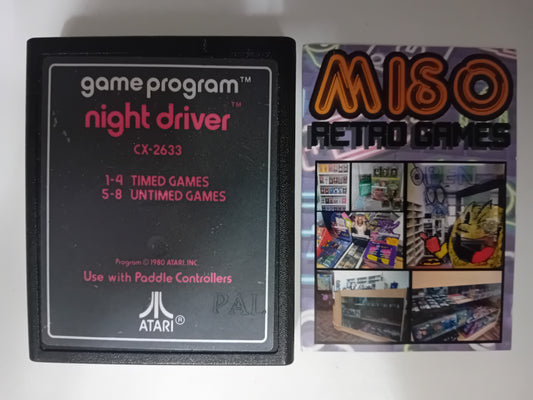 game program™
night driver™
CX-2633
1-4 TIMED GAMES
5-8 UNTIMED GAMES
Program © 1980 ATARI, INC.
Use with Paddle Controllers
PAL
ATARI®
MISO
RETRO GAMES